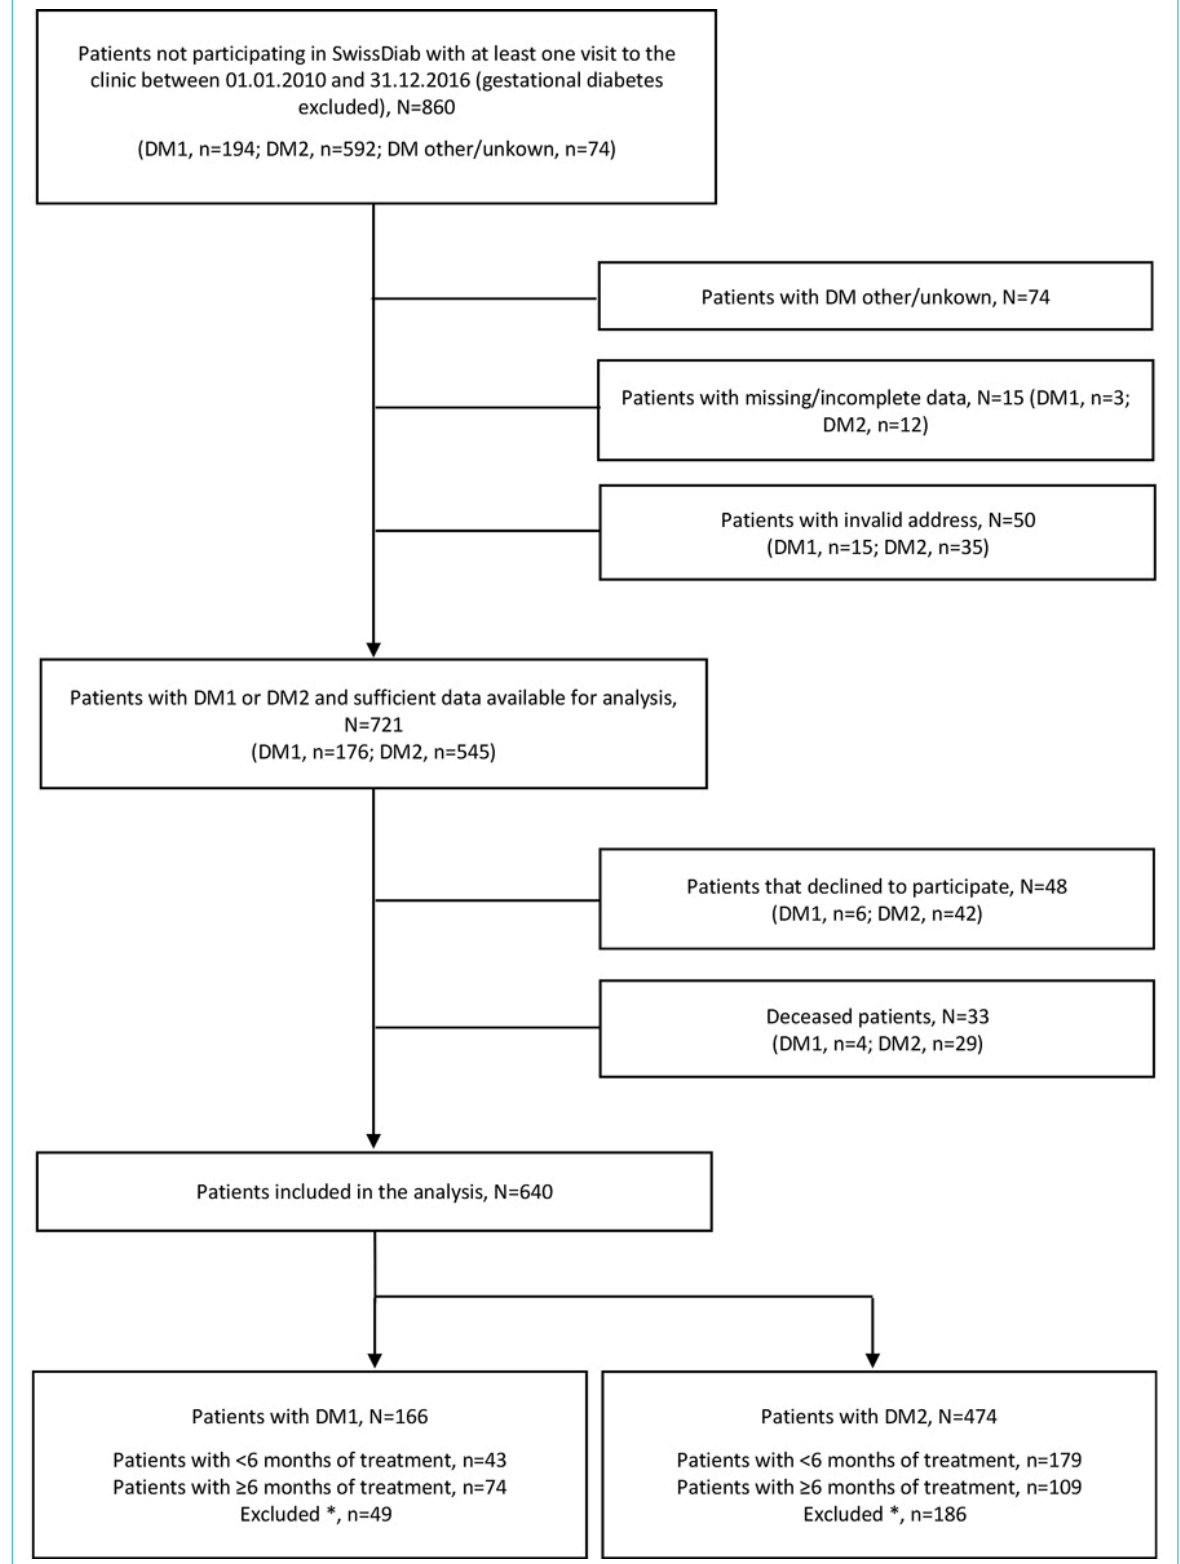 Patients not participating in SwissDiab with at least one visit to the
clinic between 01.01.2010 and 31.12.2016 (gestational diabetes
excluded), N=860
(DM1, n=194; DM2, n=592; DM other/unkown, n=74)
Patients with DM other/unkown, N=74
Patients with missing/incomplete data, N=15 (DM1, n=3;
DM2, n=12)
Patients with invalid address, N=50
(DM1, n=15; DM2, n=35)
Patients with DM1 or DM2 and sufficient data available for analysis,
N=721
(DM1, n=176; DM2, n=545)
Patients that declined to participate, N=48
(DM1, n=6; DM2, n=42)
Deceased patients, N=33
(DM1, n=4; DM2, n=29)
Patients included in the analysis, N=640
Patients with DM1, N=166
Patients with <6 months of treatment, n=43
Patients with ≥6 months of treatment, n=74
Excluded *, n=49
Patients with DM2, N=474
Patients with <6 months of treatment, n=179
Patients with ≥6 months of treatment, n=109
Excluded *, n=186